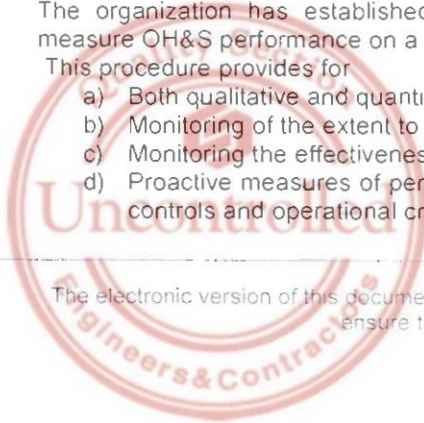 The organization has established
measure OH&S performance on a
This procedure provides for
a) Both qualitative and quanti
b) Monitoring of the extent to
c) Monitoring the effectivenes
d) Proactive measures of per
controls and operational cr
Uncontrolled
The electronic version of this docume
ensure t
Engineers&Contractors